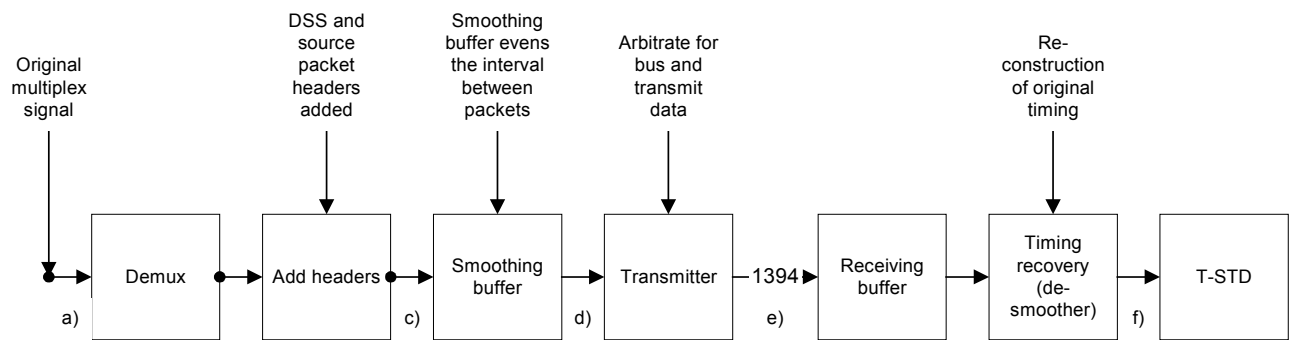 Original
multiplex
signal
DSS and
source
packet
headers
added
Smoothing
buffer evens
the interval
between
packets
Arbitrate for
bus and
transmit
data
Re-
construction
of original
timing
Demux
Add headers
Smoothing
buffer
Transmitter
1394
Receiving
buffer
Timing
recovery
(de-
smoother)
T-STD
a)
c)
d)
e)
f)